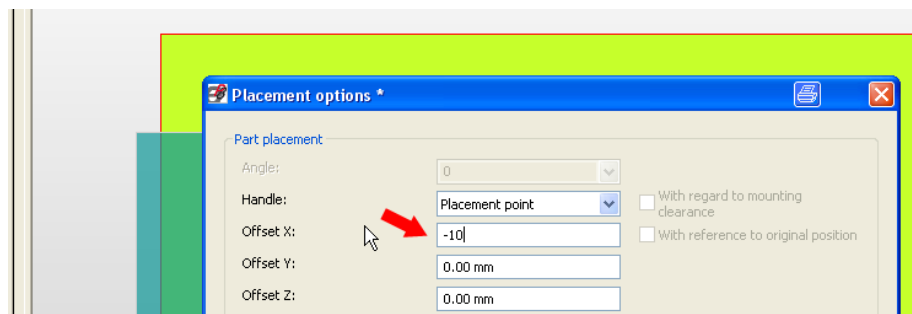 Placement options *
Part placement
Angle: 0
Handle: Placement point With regard to mounting
clearance
Offset X: -10 With reference to original position
Offset Y: 0.00 mm
Offset Z: 0.00 mm